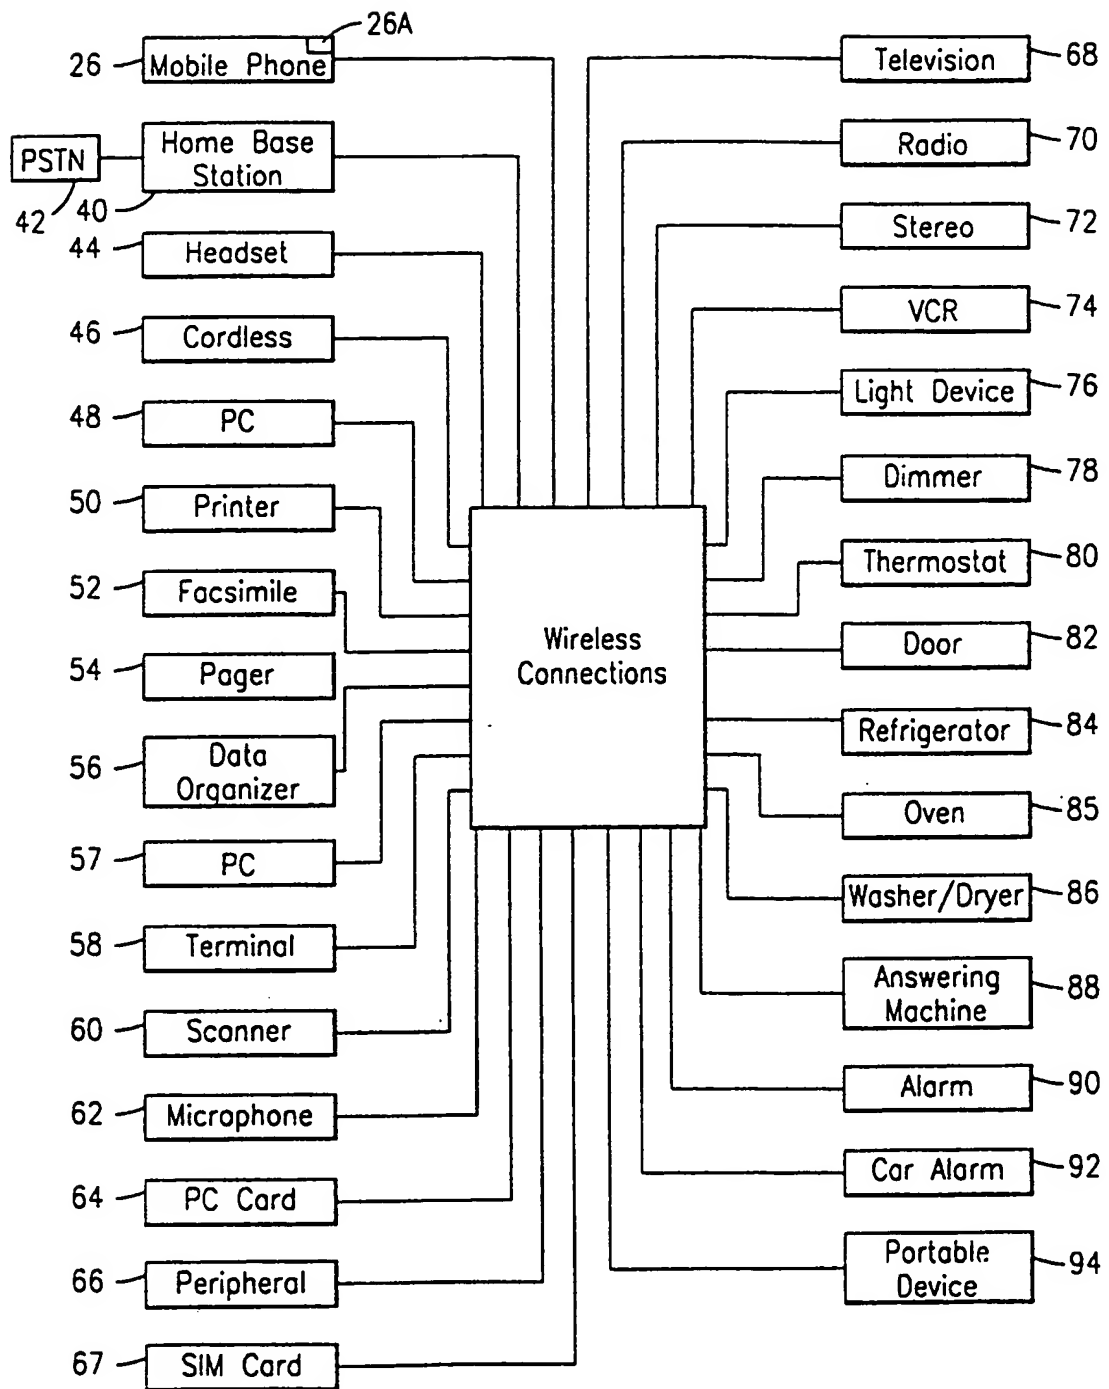 26A
26 Mobile Phone
PSTN
42
Home Base
Station
40
44 Headset
46 Cordless
48 PC
50 Printer
52 Facsimile
54 Pager
56 Data
Organizer
57 PC
58 Terminal
60 Scanner
62 Microphone
64 PC Card
66 Peripheral
67 SIM Card
Wireless
Connections
Television 68
Radio 70
Stereo 72
VCR 74
Light Device 76
Dimmer 78
Thermostat 80
Door 82
Refrigerator 84
Oven 85
Washer/Dryer 86
Answering
Machine 88
Alarm 90
Car Alarm 92
Portable
Device 94